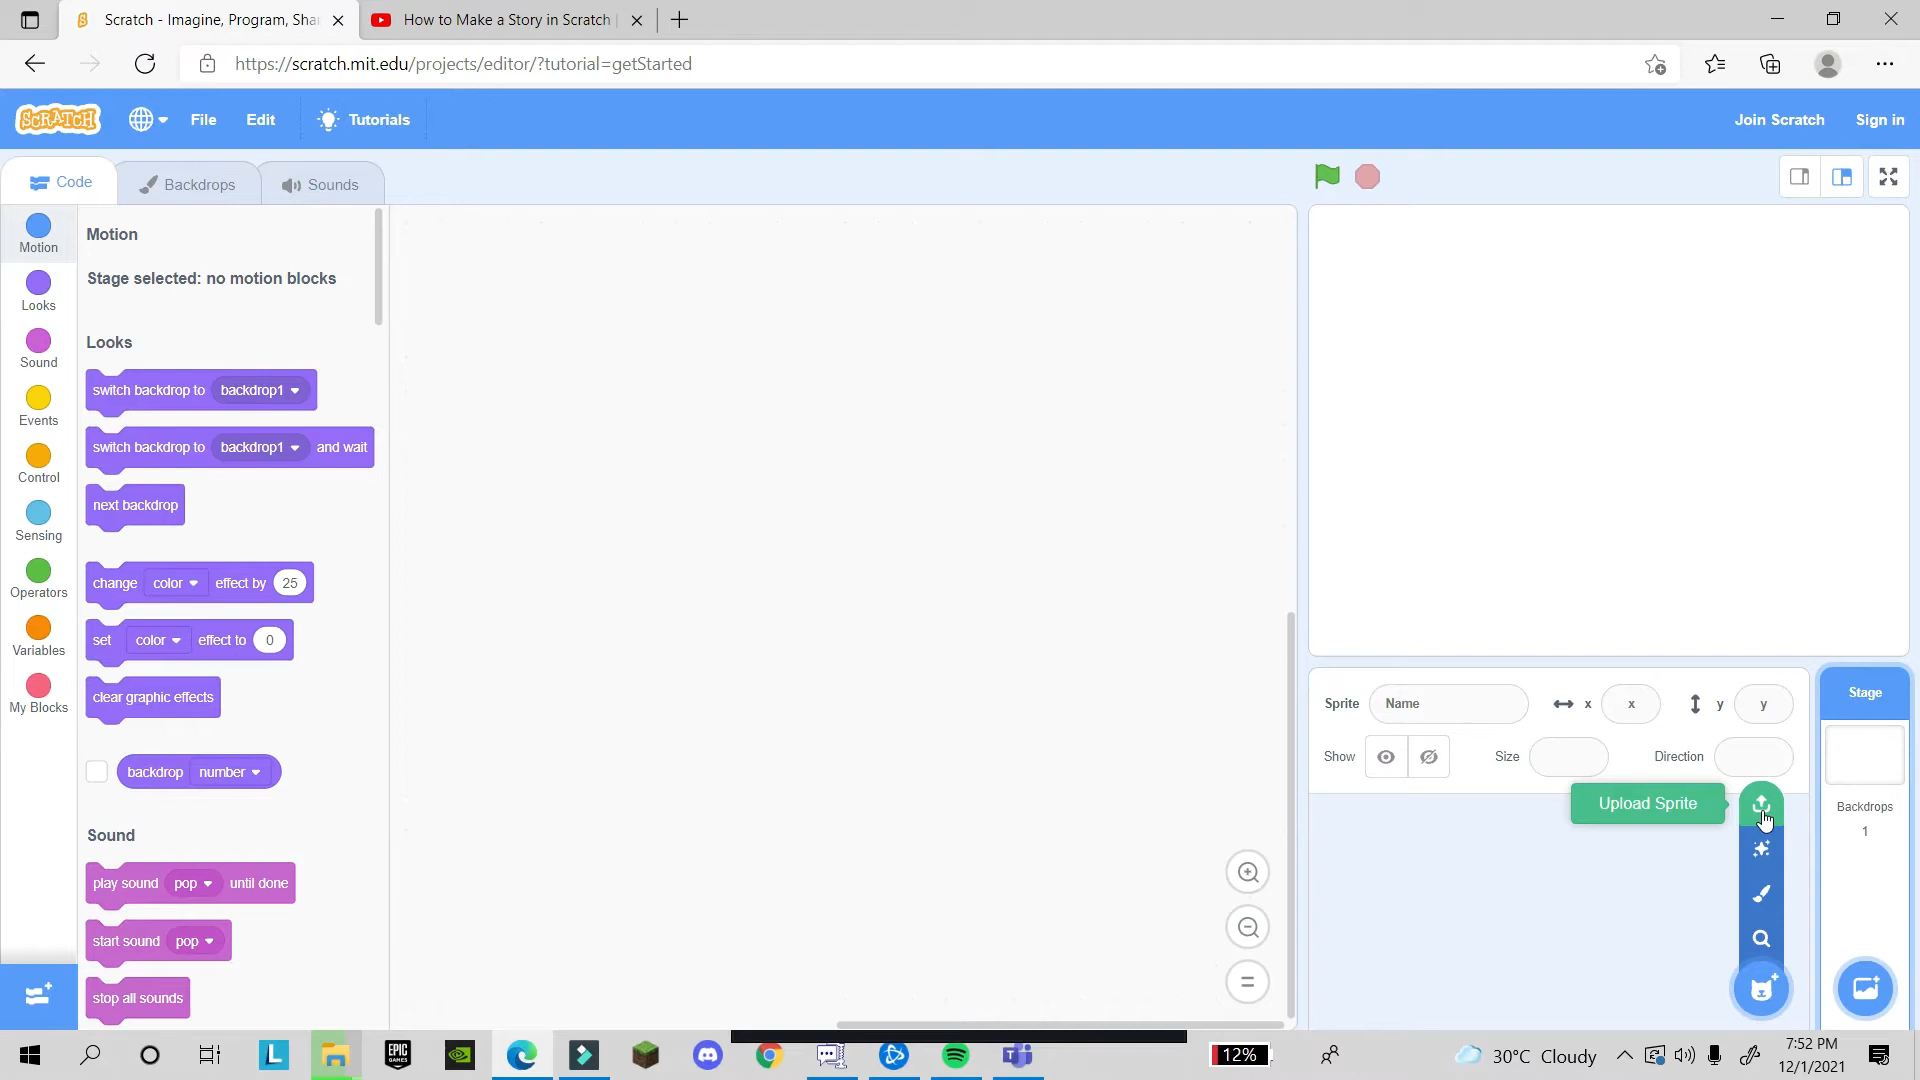 Scratch - Imagine, Program, Sha
How to Make a Story in Scratch |
https://scratch.mit.edu/projects/editor/?tutorial=getStarted
SCRATCH
File
Edit
Tutorials
Join Scratch
Sign in
Code
Backdrops
Sounds
Motion
Looks
Sound
Events
Control
Sensing
Operators
Variables
My Blocks
Motion
Stage selected: no motion blocks
Looks
switch backdrop to backdrop1
switch backdrop to backdrop1 and wait
next backdrop
change color effect by 25
set color effect to 0
clear graphic effects
backdrop number
Sound
play sound pop until done
start sound pop
stop all sounds
Sprite Name x x y y
Show Size Direction
Upload Sprite
Stage
Backdrops
1
L
EPIC
GAMES
12%
30°C Cloudy
7:52 PM
12/1/2021